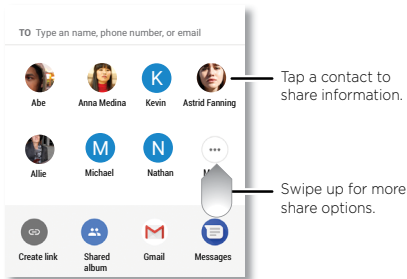 TO Type an name, phone number, or email
K
Abe Anna Medina Kevin Astrid Fanning
Tap a contact to
share information.
M N
Allie Michael Nathan
Swipe up for more
share options.
Create link Shared
album Gmail Messages